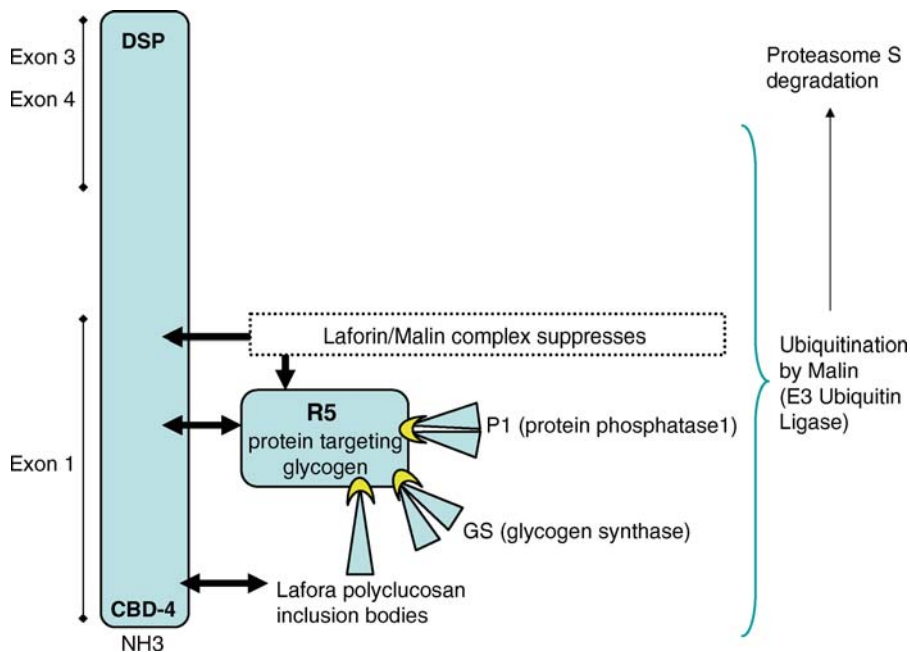 DSP
Exon 3
Exon 4
Proteasome S
degradation
Laforin/Malin complex suppresses
Ubiquitination
by Malin
(E3 Ubiquitin
Ligase)
R5
protein targeting
glycogen
P1 (protein phosphatase1)
Exon 1
GS (glycogen synthase)
Lafora polyclucosan
inclusion bodies
CBD-4
NH3